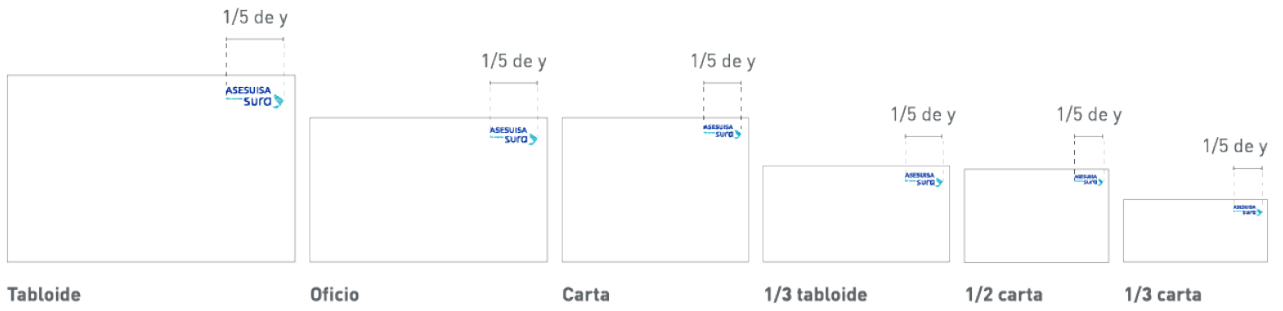 1/5 de y
1/5 de y
1/5 de y
1/5 de y
1/5 de y
1/5 de y
ASESUISA
sura
ASESUISA
sura
ASESUISA
sura
ASESUISA
sura
ASESUISA
sura
ASESUISA
sura
Tabloide
Oficio
Carta
1/3 tabloide
1/2 carta
1/3 carta